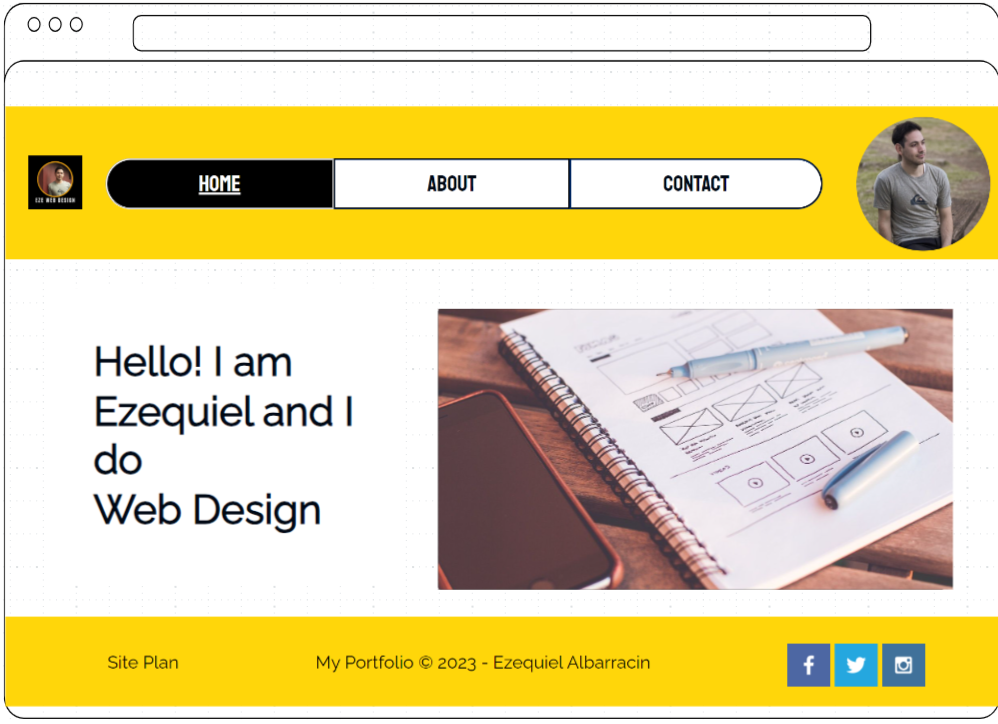 EZE WEB DESIGN
HOME
ABOUT
CONTACT
Hello! I am
Ezequiel and I
do
Web Design
Site Plan
My Portfolio © 2023 - Ezequiel Albarracin